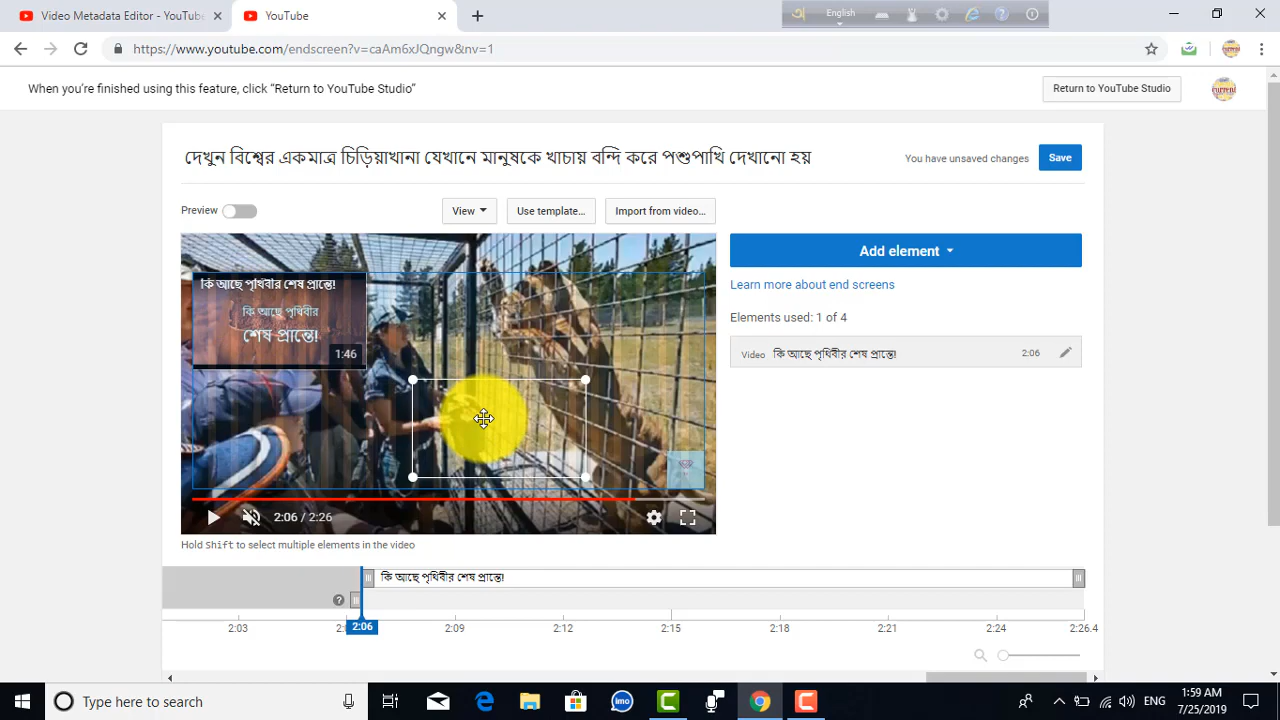 Video Metadata Editor - YouTub
YouTube
English
https://www.youtube.com/endscreen?v=caAm6xJQngw&nv=1
When you're finished using this feature, click "Return to YouTube Studio"
Return to YouTube Studio
দেখুন বিশ্বের একমাত্র চিড়িয়াখানা যেখানে মানুষকে খাচায় বন্দি করে পশুপাখি দেখানো হয়
You have unsaved changes
Save
Preview
View
Use template...
Import from video...
Add element
Learn more about end screens
Elements used: 1 of 4
Video কি আছে পৃথিবীর শেষ প্রান্তে! 2:06
কি আছে পৃথিবীর শেষ প্রান্তে!
কি আছে পৃথিবীর
শেষ প্রান্তে!
1:46
2:06 / 2:26
Hold Shift to select multiple elements in the video
কি আছে পৃথিবীর শেষ প্রান্তে!
?
2:03
2:06
2:09
2:12
2:15
2:18
2:21
2:24
2:26.4
Type here to search
imo
ENG
1:59 AM
7/25/2019